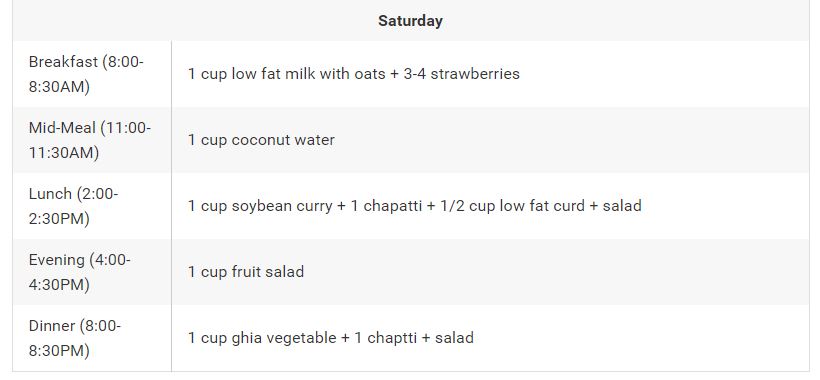 Saturday
Breakfast (8:00-
8:30AM)
1 cup low fat milk with oats + 3-4 strawberries
Mid-Meal (11:00-
11:30AM)
1 cup coconut water
Lunch (2:00-
2:30PM)
1 cup soybean curry + 1 chapatti + 1/2 cup low fat curd + salad
Evening (4:00-
4:30PM)
1 cup fruit salad
Dinner (8:00-
8:30PM)
1 cup ghia vegetable + 1 chaptti + salad